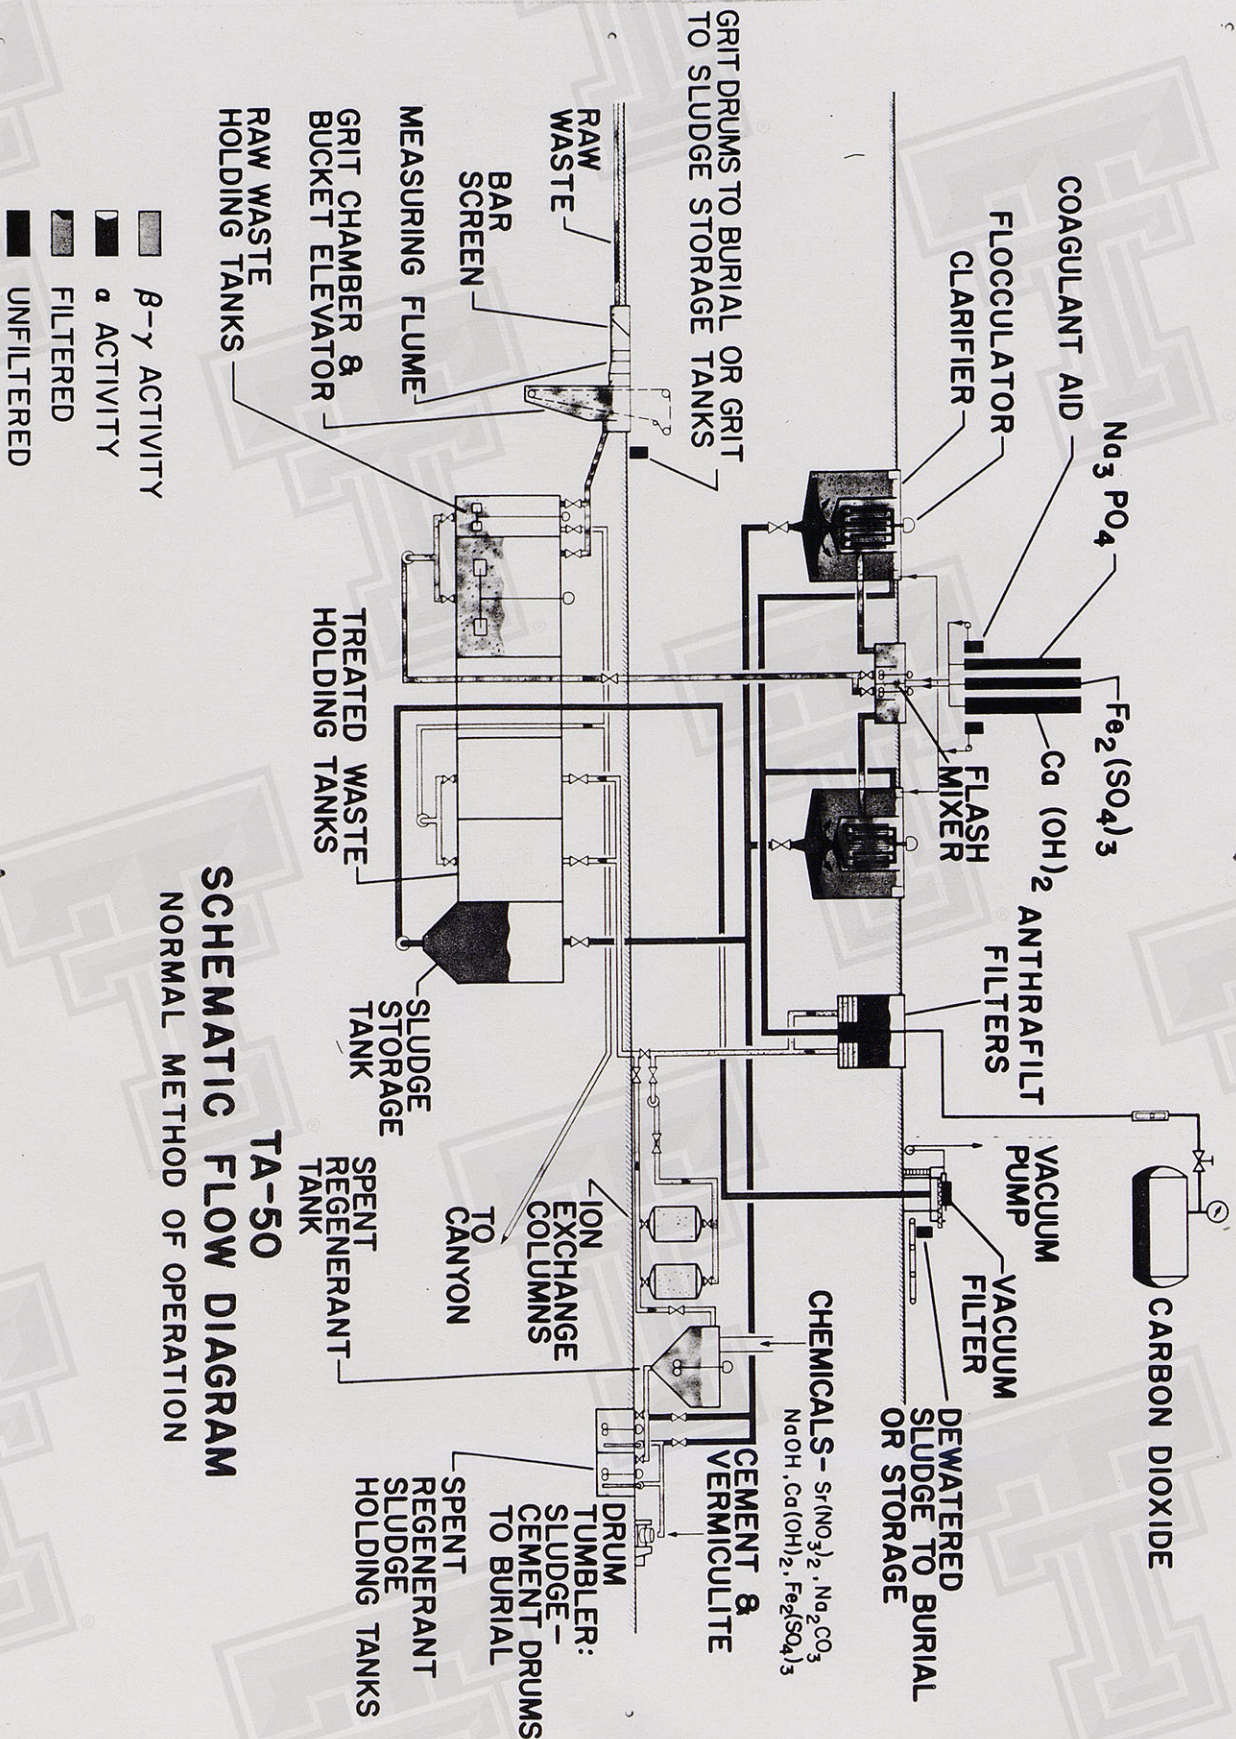 CARBON DIOXIDE
COAGULANT AID
Na3 PO4
Fe2(SO4)3
Ca (OH)2
FLOCCULATOR
CLARIFIER
FLASH
MIXER
ANTHRAFILT
FILTERS
VACUUM
PUMP
VACUUM
FILTER
DEWATERED
SLUDGE TO BURIAL
OR STORAGE
GRIT DRUMS TO BURIAL OR GRIT
TO SLUDGE STORAGE TANKS
CHEMICALS- Sr(NO3)2, Na2CO3
NaOH, Ca(OH)2, Fe2(SO4)3
CEMENT &
VERMICULITE
RAW
WASTE
BAR
SCREEN
MEASURING FLUME
GRIT CHAMBER &
BUCKET ELEVATOR
RAW WASTE
HOLDING TANKS
TREATED WASTE
HOLDING TANKS
SLUDGE
STORAGE
TANK
ION
EXCHANGE
COLUMNS
TO
CANYON
SPENT
REGENERANT
TANK
DRUM
TUMBLER:
SLUDGE-
CEMENT DRUMS
TO BURIAL
SPENT
REGENERANT
SLUDGE
HOLDING TANKS
β-γ ACTIVITY
α ACTIVITY
FILTERED
UNFILTERED
TA-50
SCHEMATIC FLOW DIAGRAM
NORMAL METHOD OF OPERATION